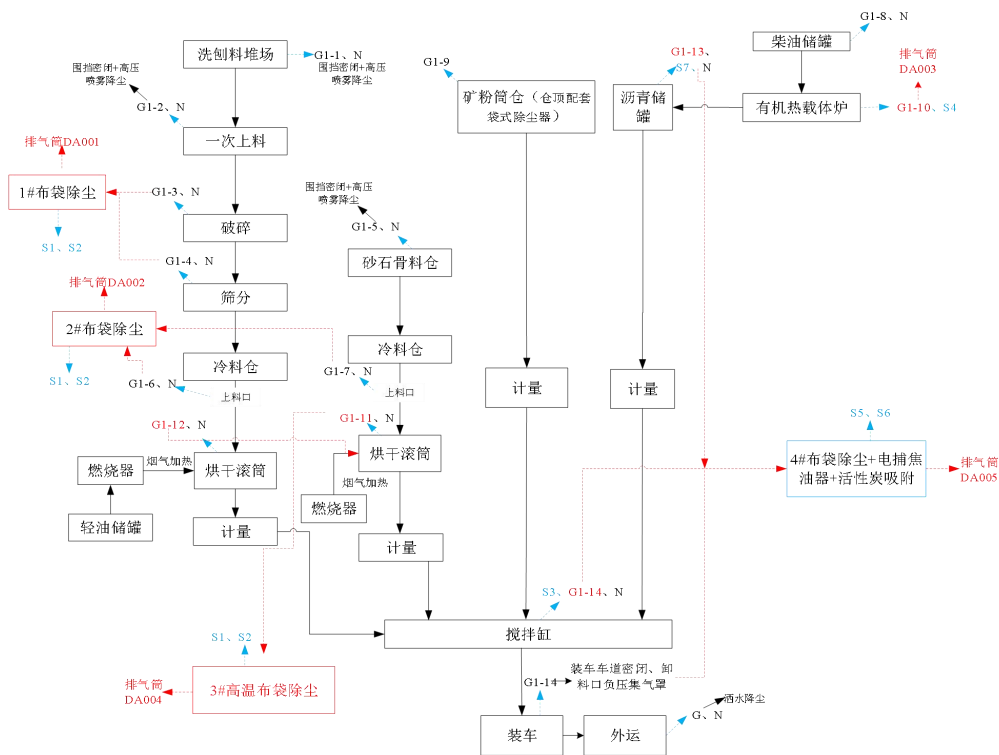 洗刨料堆场
G1-1、N
围挡密闭+高压
喷雾降尘
围挡密闭+高压
喷雾降尘
G1-2、N
一次上料
排气筒DA001
1#布袋除尘
G1-3、N
S1、S2
破碎
G1-4、N
筛分
排气筒DA002
2#布袋除尘
S1、S2
冷料仓
G1-6、N
上料口
G1-12、N
燃烧器
烟气加热
烘干滚筒
轻油储罐
计量
围挡密闭+高压
喷雾降尘
G1-5、N
砂石骨料仓
冷料仓
G1-7、N
上料口
G1-11、N
烘干滚筒
烟气加热
燃烧器
计量
G1-9
矿粉筒仓（仓顶配套
袋式除尘器）
计量
G1-13、
S7、N
沥青储
罐
计量
G1-8、N
柴油储罐
有机热载体炉
排气筒
DA003
G1-10、S4
S5、S6
4#布袋除尘+电捕焦
油器+活性炭吸附
排气筒
DA005
S3、G1-14、N
搅拌缸
S1、S2
3#高温布袋除尘
排气筒
DA004
G1-14
装车车道密闭、卸
料口负压集气罩
装车
外运
G、N
洒水降尘